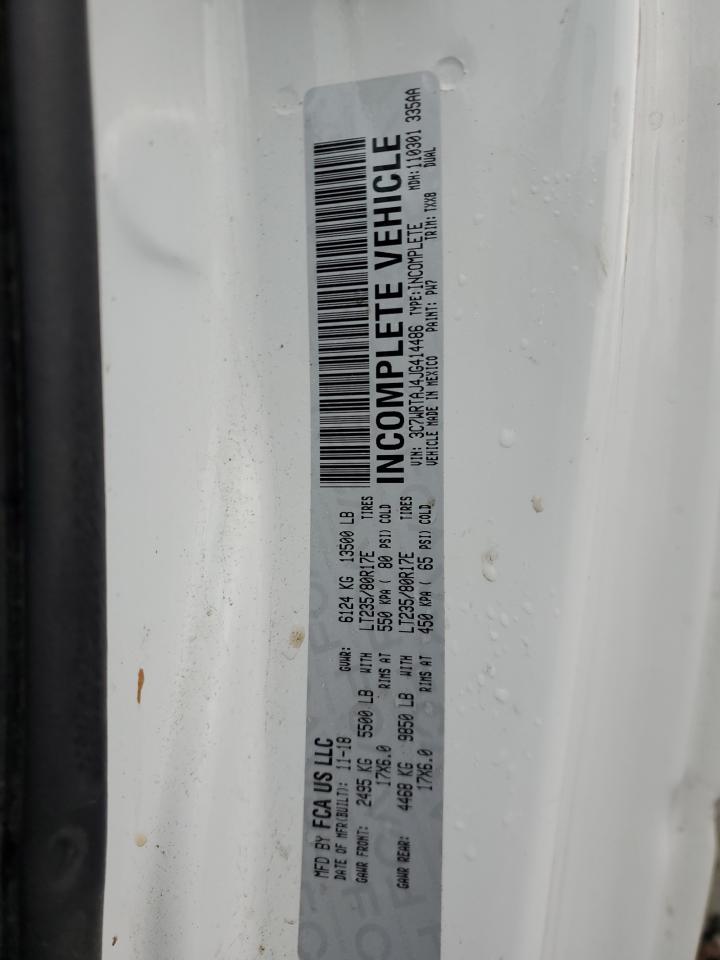 MFD BY FCA US LLC
DATE OF MFR(BUILT): 11-18 GVWR: 6124 KG 13500 LB
GAWR FRONT: 2495 KG 5500 LB WITH LT235/80R17E TIRES
17X6.0 RIMS AT 550 KPA ( 80 PSI) COLD
GAWR REAR: 4468 KG 9850 LB WITH LT235/80R17E TIRES
17X6.0 RIMS AT 450 KPA ( 65 PSI) COLD
INCOMPLETE VEHICLE
VIN: 3C7WRTAJ4JG414486 TYPE:INCOMPLETE MDH:110301 335AA
VEHICLE MADE IN MEXICO PAINT: PW7 TRIM: TXX8 DUAL